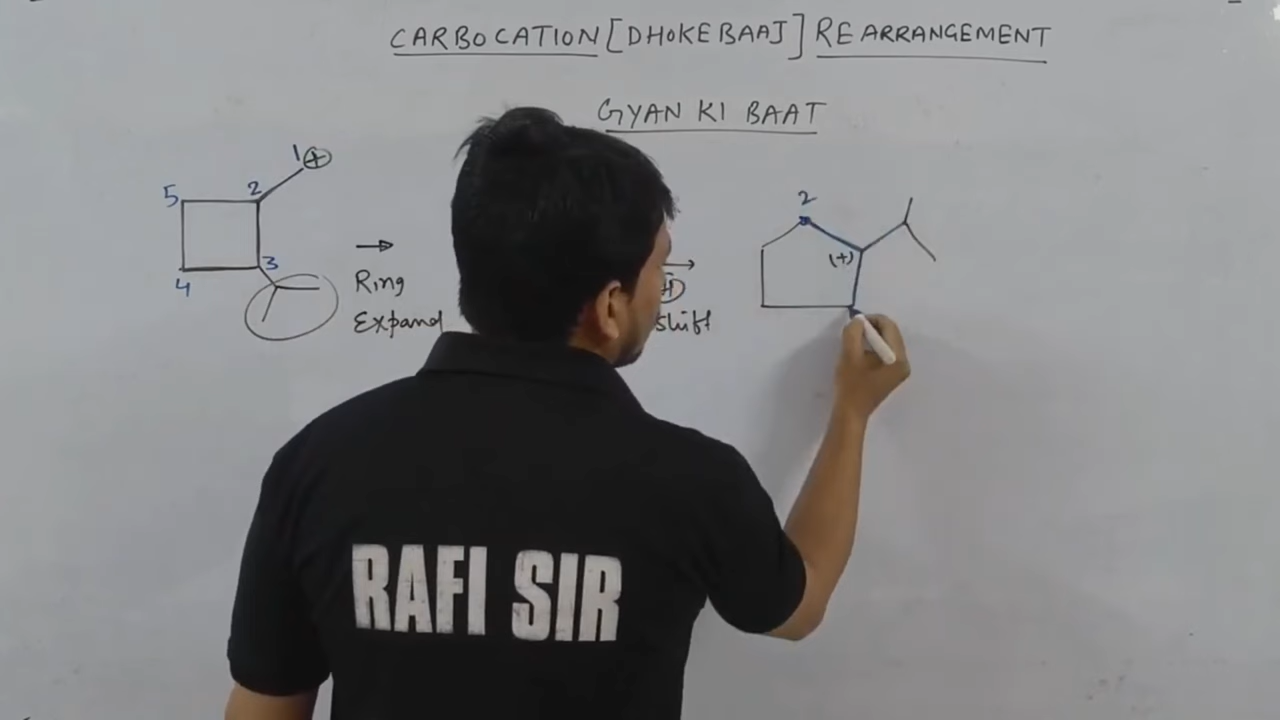 CARBOCATION [DHOKEBAAJ] REARRANGEMENT
GYAN KI BAAT
1 (+)
5 2
4 3
Ring
Expand
shift
2
(+)
RAFI SIR